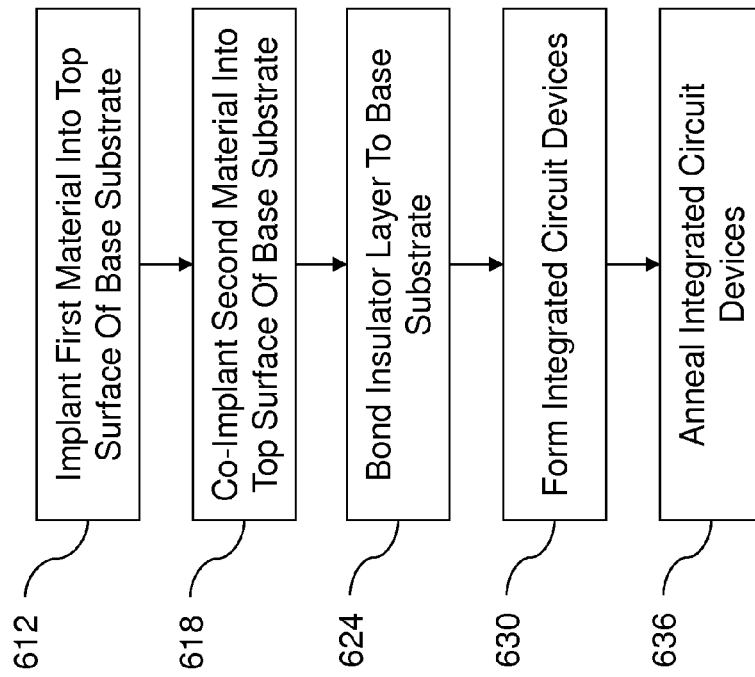 612
Implant First Material Into Top
Surface Of Base Substrate
618
Co-Implant Second Material Into
Top Surface Of Base Substrate
624
Bond Insulator Layer To Base
Substrate
630
Form Integrated Circuit Devices
636
Anneal Integrated Circuit
Devices